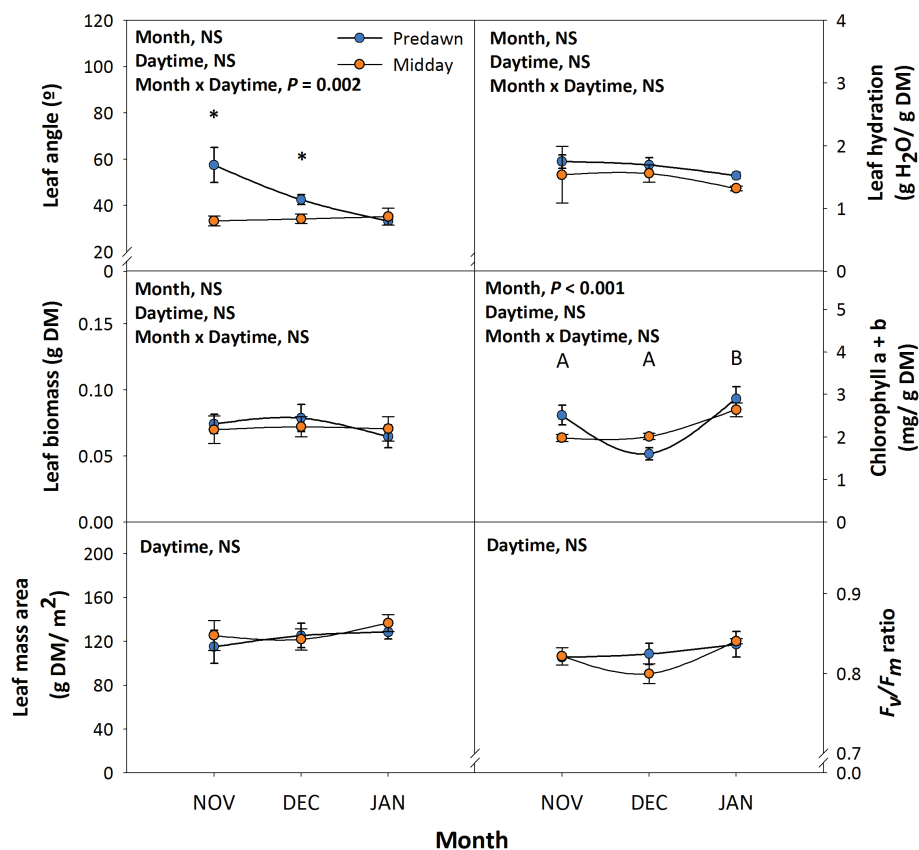 120
100
80
60
40
20
0
Leaf angle (º)
Month, NS
Daytime, NS
Month x Daytime, P = 0.002
Predawn
Midday
*
*
Month, NS
Daytime, NS
Month x Daytime, NS
4
3
2
1
0
Leaf hydration
(g H2O/ g DM)
0.15
0.10
0.05
0.00
Leaf biomass (g DM)
Month, NS
Daytime, NS
Month x Daytime, NS
Month, P < 0.001
Daytime, NS
Month x Daytime, NS
A
A
B
5
4
3
2
1
0
Chlorophyll a + b
(mg/ g DM)
200
160
120
80
40
0
Leaf mass area
(g DM/ m2)
Daytime, NS
Daytime, NS
0.9
0.8
0.7
0.0
Fv/Fm ratio
NOV
DEC
JAN
NOV
DEC
JAN
Month